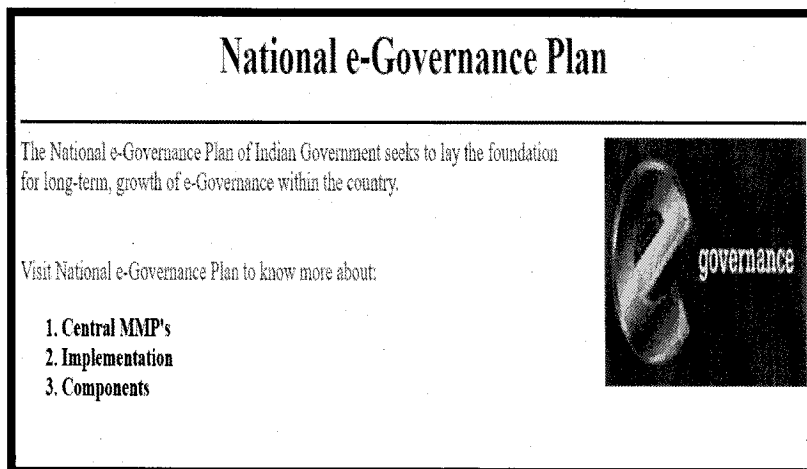 National e-Governance Plan
The National e-Governance Plan of Indian Government seeks to lay the foundation
for long-term, growth of e-Governance within the country.
governance
Visit National e-Governance Plan to know more about:
1. Central MMP's
2. Implementation
3. Components